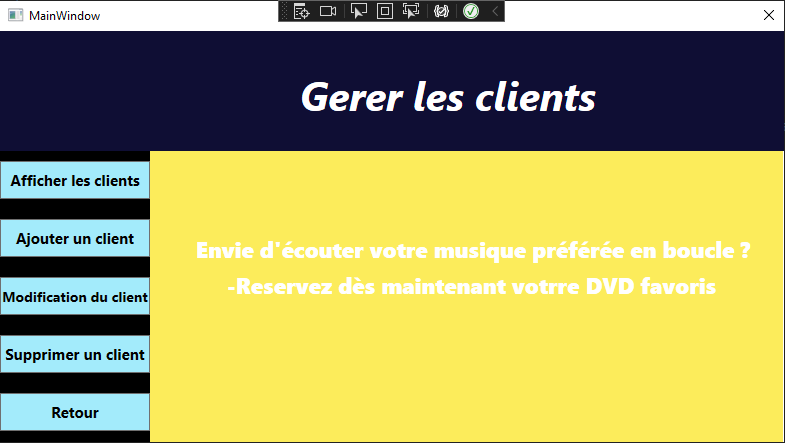 MainWindow
Gerer les clients
Afficher les clients
Ajouter un client
Modification du client
Supprimer un client
Retour
Envie d'écouter votre musique préférée en boucle ?
-Reservez dès maintenant votrre DVD favoris